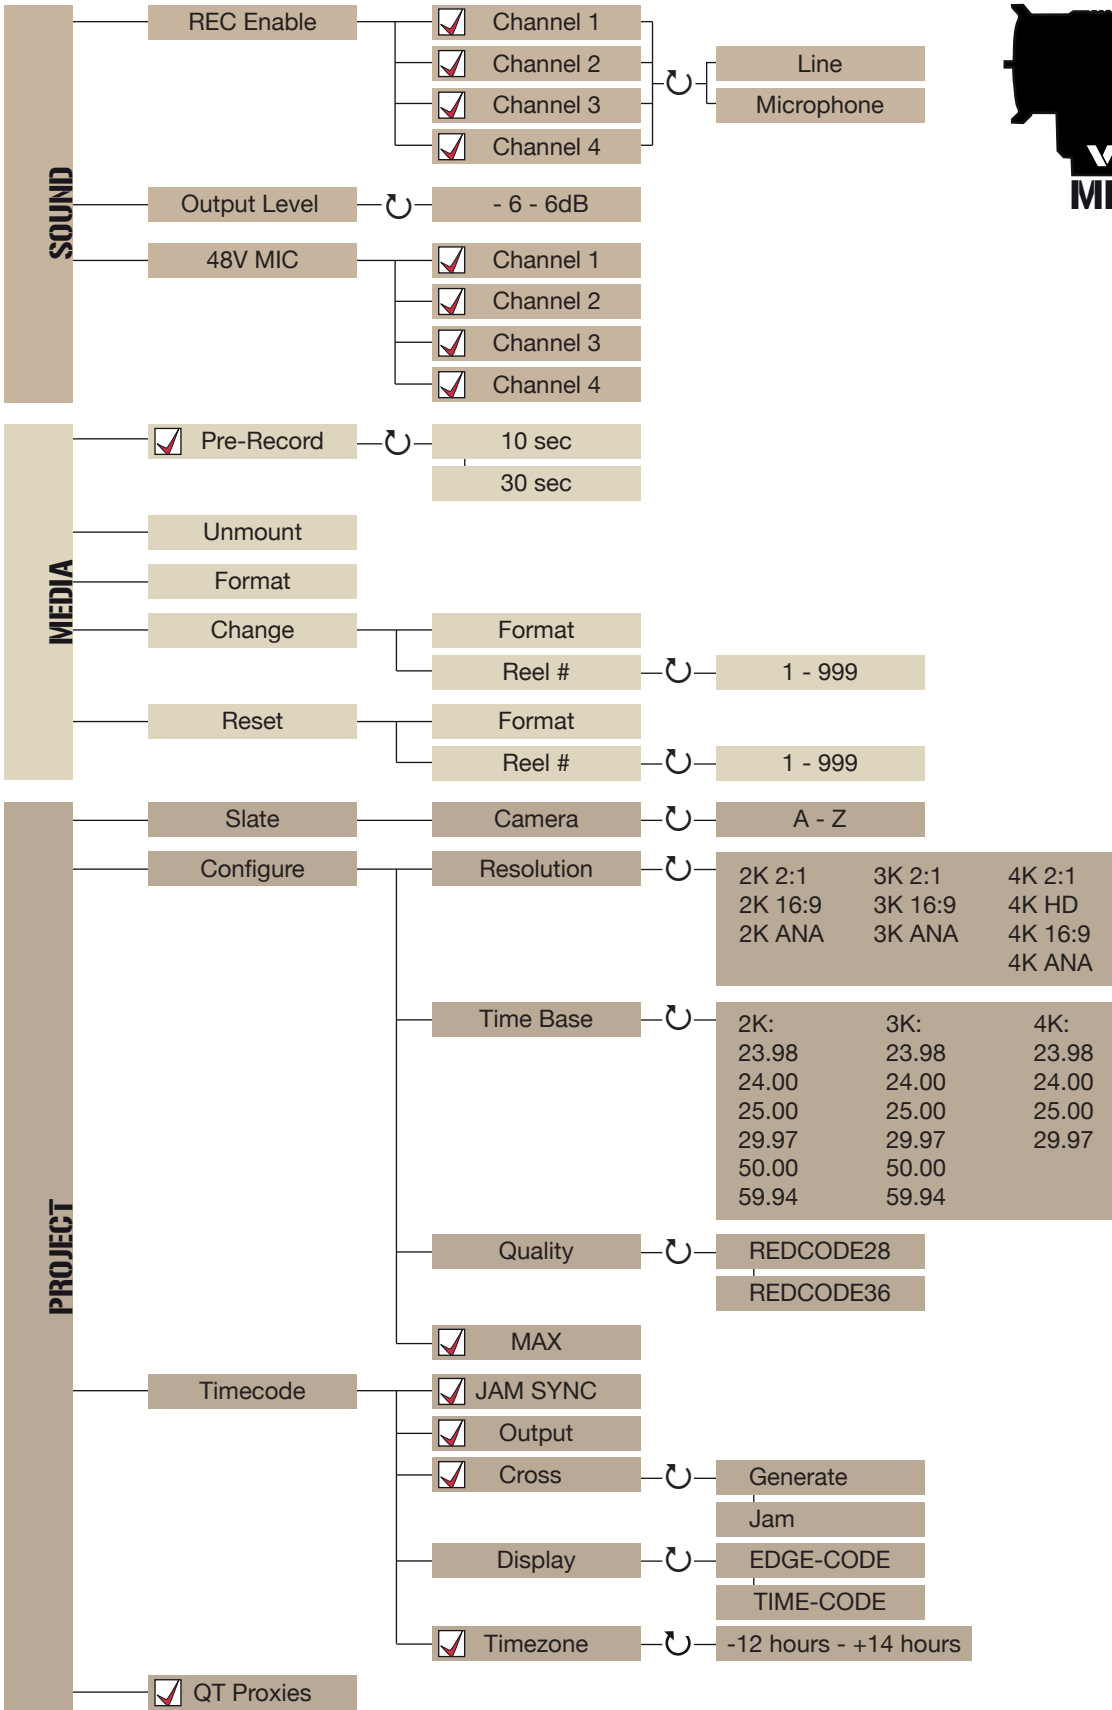 SOUND
REC Enable
Channel 1
Channel 2
Channel 3
Channel 4
Line
Microphone
Output Level
- 6 - 6dB
48V MIC
Channel 1
Channel 2
Channel 3
Channel 4
MEDIA
Pre-Record
10 sec
30 sec
Unmount
Format
Change
Format
Reel #
1 - 999
Reset
Format
Reel #
1 - 999
PROJECT
Slate
Camera
A - Z
Configure
Resolution
2K 2:1 3K 2:1 4K 2:1
2K 16:9 3K 16:9 4K HD
2K ANA 3K ANA 4K 16:9
4K ANA
Time Base
2K: 3K: 4K:
23.98 23.98 23.98
24.00 24.00 24.00
25.00 25.00 25.00
29.97 29.97 29.97
50.00 50.00
59.94 59.94
Quality
REDCODE28
REDCODE36
MAX
Timecode
JAM SYNC
Output
Cross
Generate
Jam
Display
EDGE-CODE
TIME-CODE
Timezone
-12 hours - +14 hours
QT Proxies